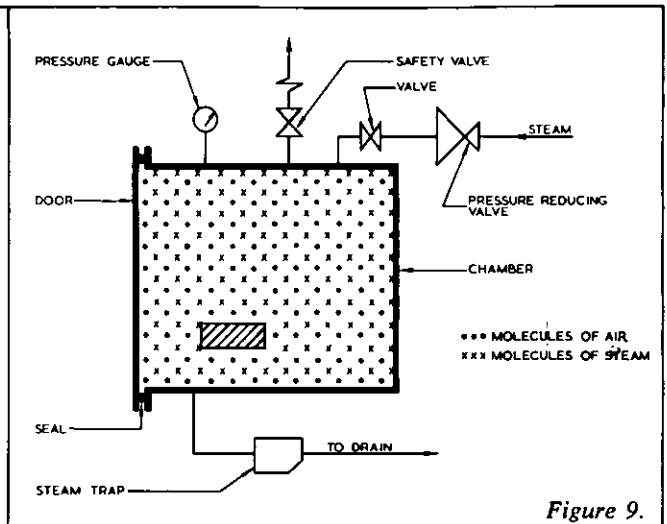 PRESSURE GAUGE
SAFETY VALVE
VALVE
STEAM
DOOR
PRESSURE REDUCING
VALVE
CHAMBER
••• MOLECULES OF AIR
××× MOLECULES OF STEAM
SEAL
TO DRAIN
STEAM TRAP
Figure 9.